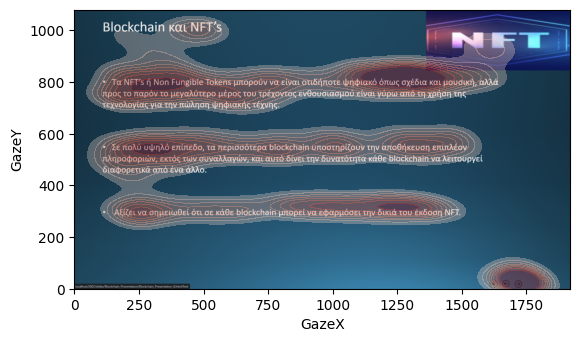 Blockchain και NFT's
NFT
• Τα NFT's ή Non Fungible Tokens μπορούν να είναι οτιδήποτε ψηφιακό όπως σχέδια και μουσική, αλλά
προς το παρόν το μεγαλύτερο μέρος του τρέχοντος ενθουσιασμού είναι γύρω από τη χρήση της
τεχνολογίας για την πώληση ψηφιακής τέχνης.
• Σε πολύ υψηλό επίπεδο, τα περισσότερα blockchain υποστηρίζουν την αποθήκευση επιπλέον
πληροφοριών, εκτός των συναλλαγών, και αυτό δίνει την δυνατότητα κάθε blockchain να λειτουργεί
διαφορετικά από ένα άλλο.
• Αξίζει να σημειωθεί ότι σε κάθε blockchain μπορεί να εφαρμόσει την δικιά του έκδοση NFT.
1000
800
600
400
200
0
GazeY
0 250 500 750 1000 1250 1500 1750
GazeX